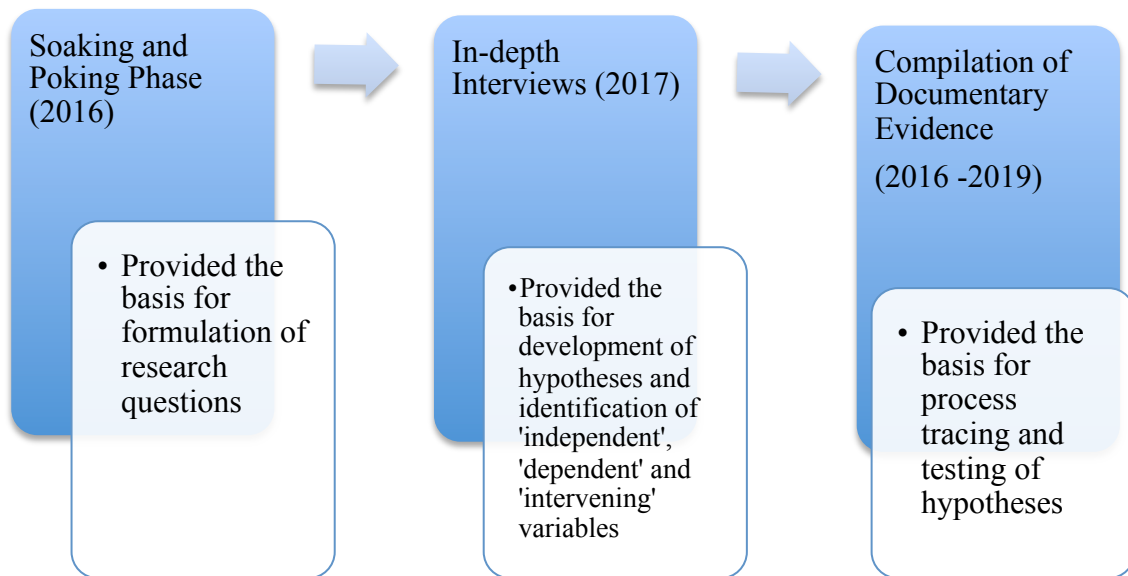 Soaking and
Poking Phase
(2016)
• Provided the
basis for
formulation of
research
questions
In-depth
Interviews (2017)
•Provided the
basis for
development of
hypotheses and
identification of
'independent',
'dependent' and
'intervening'
variables
Compilation of
Documentary
Evidence
(2016 -2019)
• Provided the
basis for
process
tracing and
testing of
hypotheses